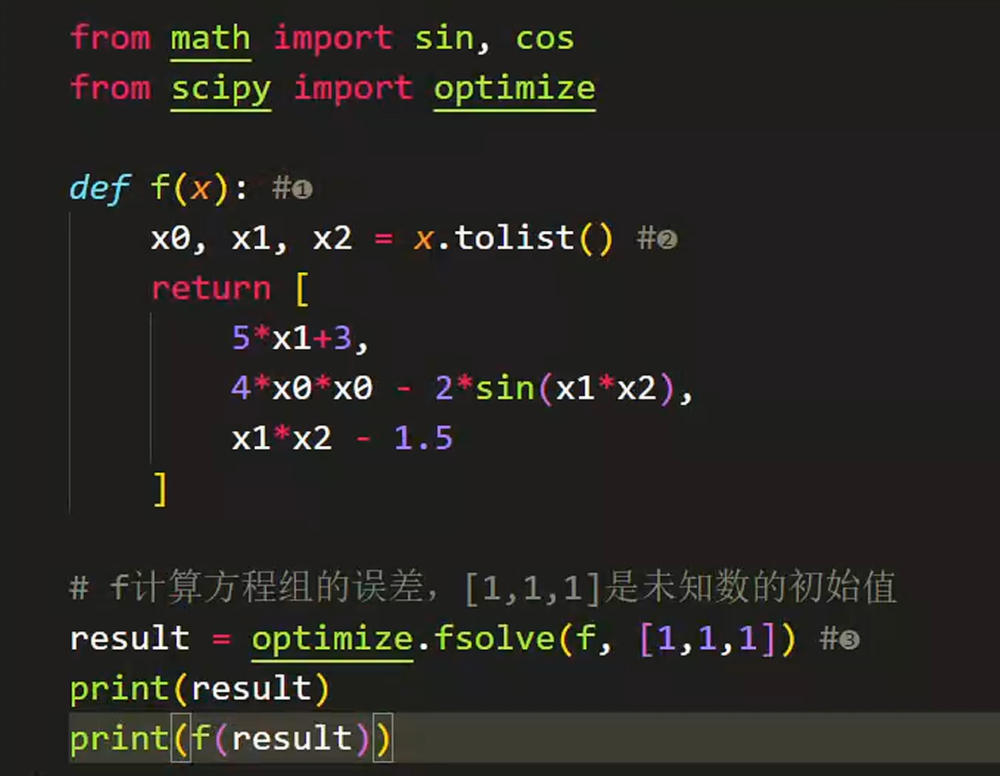 from math import sin, cos
from scipy import optimize
def f(x): #❶
x0, x1, x2 = x.tolist() #❷
return [
5*x1+3,
4*x0*x0 - 2*sin(x1*x2),
x1*x2 - 1.5
]
# f计算方程组的误差，[1,1,1]是未知数的初始值
result = optimize.fsolve(f, [1,1,1]) #❸
print(result)
print(f(result))